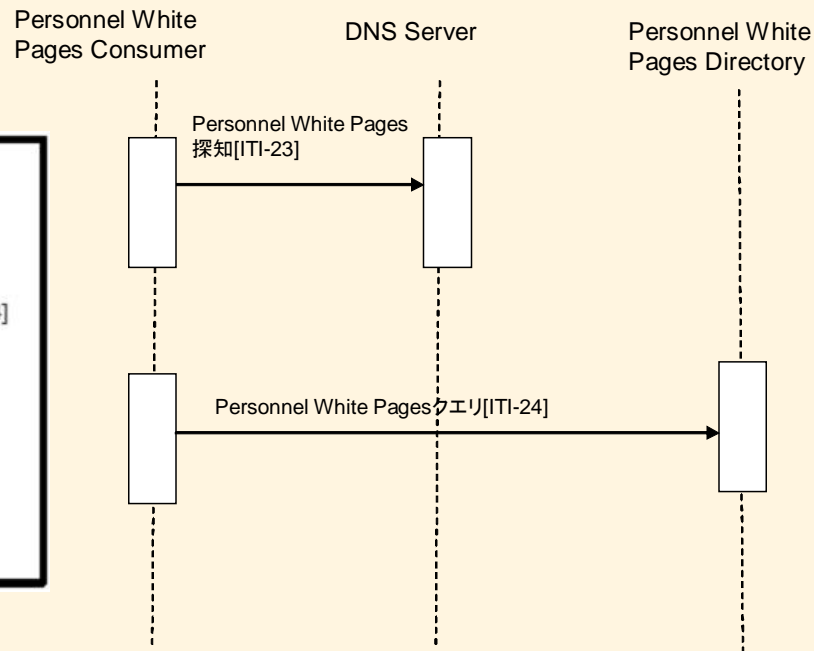 Personnel White
Pages Consumer
DNS Server
Personnel White
Pages Directory
Personnel White Pages
探知[ITI-23]
Personnel White Pagesクエリ[ITI-24]